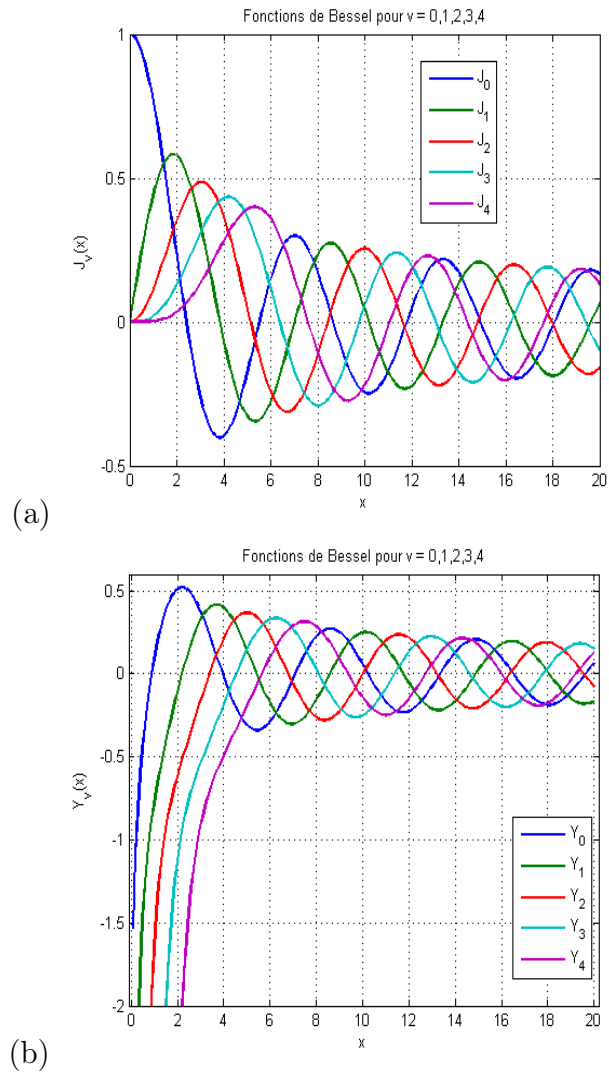 Fonctions de Bessel pour v = 0,1,2,3,4
1
0.5
0
-0.5
J_v(x)
0 2 4 6 8 10 12 14 16 18 20
x
J_0
J_1
J_2
J_3
J_4
(a)
Fonctions de Bessel pour v = 0,1,2,3,4
0.5
0
-0.5
-1
-1.5
-2
Y_v(x)
0 2 4 6 8 10 12 14 16 18 20
x
Y_0
Y_1
Y_2
Y_3
Y_4
(b)